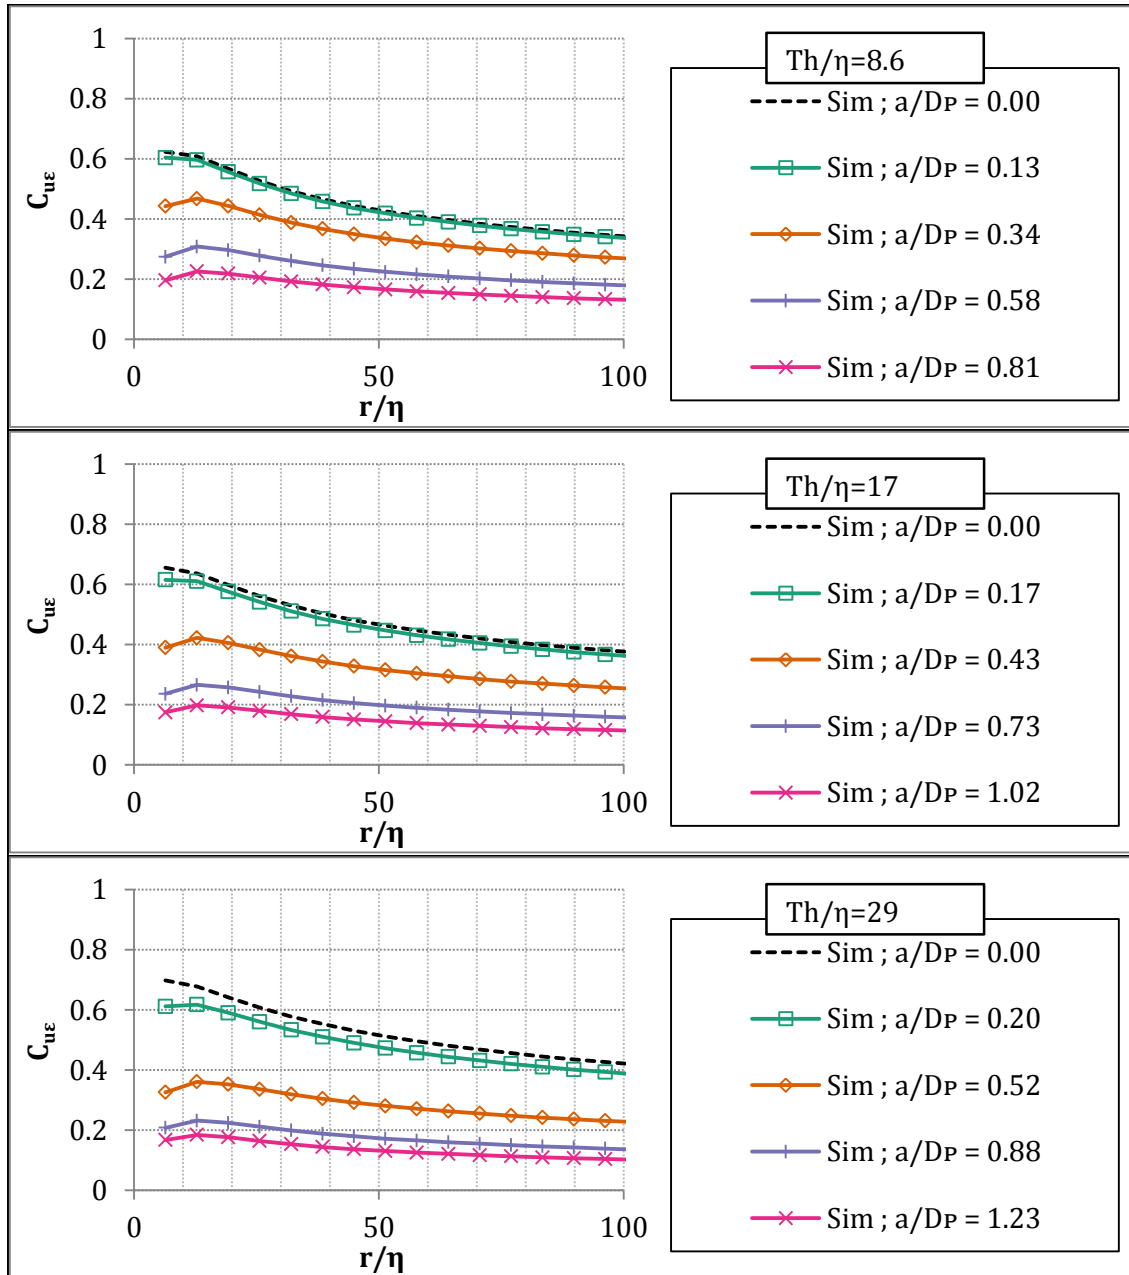 Th/η=8.6
1
0.8
0.6
0.4
0.2
0
C_uε
0 50 100
r/η
Sim ; a/DP = 0.00
Sim ; a/DP = 0.13
Sim ; a/DP = 0.34
Sim ; a/DP = 0.58
Sim ; a/DP = 0.81
Th/η=17
1
0.8
0.6
0.4
0.2
0
C_uε
0 50 100
r/η
Sim ; a/DP = 0.00
Sim ; a/DP = 0.17
Sim ; a/DP = 0.43
Sim ; a/DP = 0.73
Sim ; a/DP = 1.02
Th/η=29
1
0.8
0.6
0.4
0.2
0
C_uε
0 50 100
r/η
Sim ; a/DP = 0.00
Sim ; a/DP = 0.20
Sim ; a/DP = 0.52
Sim ; a/DP = 0.88
Sim ; a/DP = 1.23